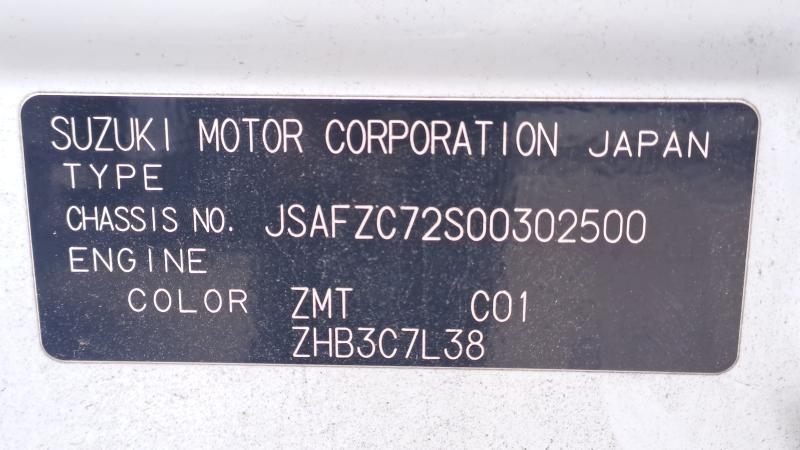 SUZUKI MOTOR CORPORATION JAPAN
TYPE
CHASSIS NO. JSAFZC72S00302500
ENGINE
COLOR ZMT C01
ZHB3C7L38